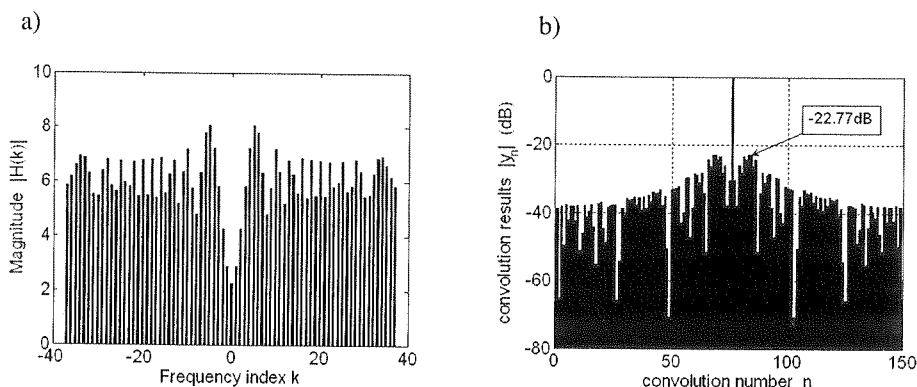 a)
b)
10
8
6
4
2
0
Magnitude |H(k)|
-40
-20
0
20
40
Frequency index k
0
-20
-40
-60
-80
convolution results |yn| (dB)
-22.77dB
0
50
100
150
convolution number n